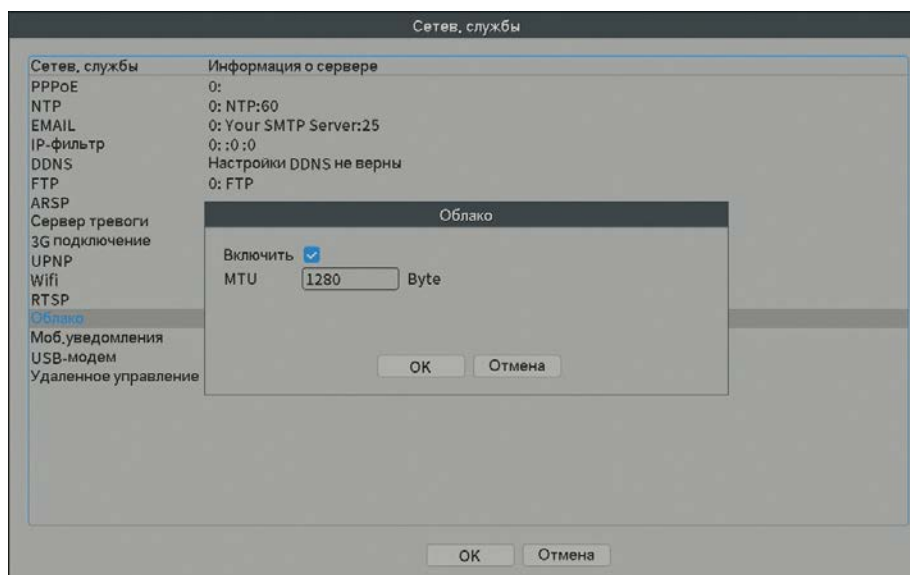 Сетев. службы
Сетев. службы Информация о сервере
PPPoE 0:
NTP 0: NTP:60
EMAIL 0: Your SMTP Server:25
IP-фильтр 0: :0 :0
DDNS Настройки DDNS не верны
FTP 0: FTP
ARSP
Сервер тревоги
3G подключение
UPNP
Wifi
RTSP
Облако
Моб.уведомления
USB-модем
Удаленное управление
Облако
Включить
MTU 1280 Byte
OK Отмена
OK Отмена